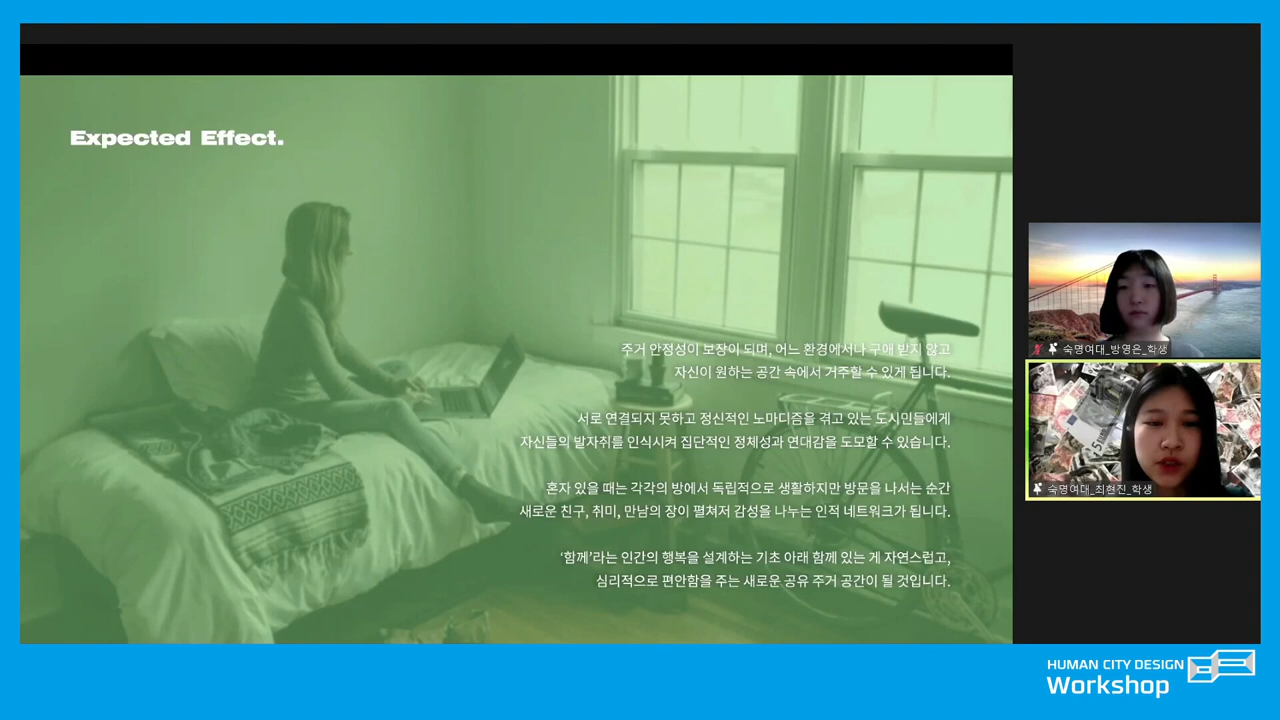 Expected Effect.
주거 안정성이 보장이 되며, 어느 환경에서나 구애 받지 않고
자신이 원하는 공간 속에서 거주할 수 있게 됩니다.
서로 연결되지 못하고 정신적인 노마디즘을 겪고 있는 도시민들에게
자신들의 발자취를 인식시켜 집단적인 정체성과 연대감을 도모할 수 있습니다.
혼자 있을 때는 각각의 방에서 독립적으로 생활하지만 방문을 나서는 순간
새로운 친구, 취미, 만남의 장이 펼쳐저 감성을 나누는 인적 네트워크가 됩니다.
‘함께’라는 인간의 행복을 설계하는 기초 아래 함께 있는 게 자연스럽고,
심리적으로 편안함을 주는 새로운 공유 주거 공간이 될 것입니다.
숙명여대_방영은_학생
숙명여대_최현진_학생
HUMAN CITY DESIGN
Workshop